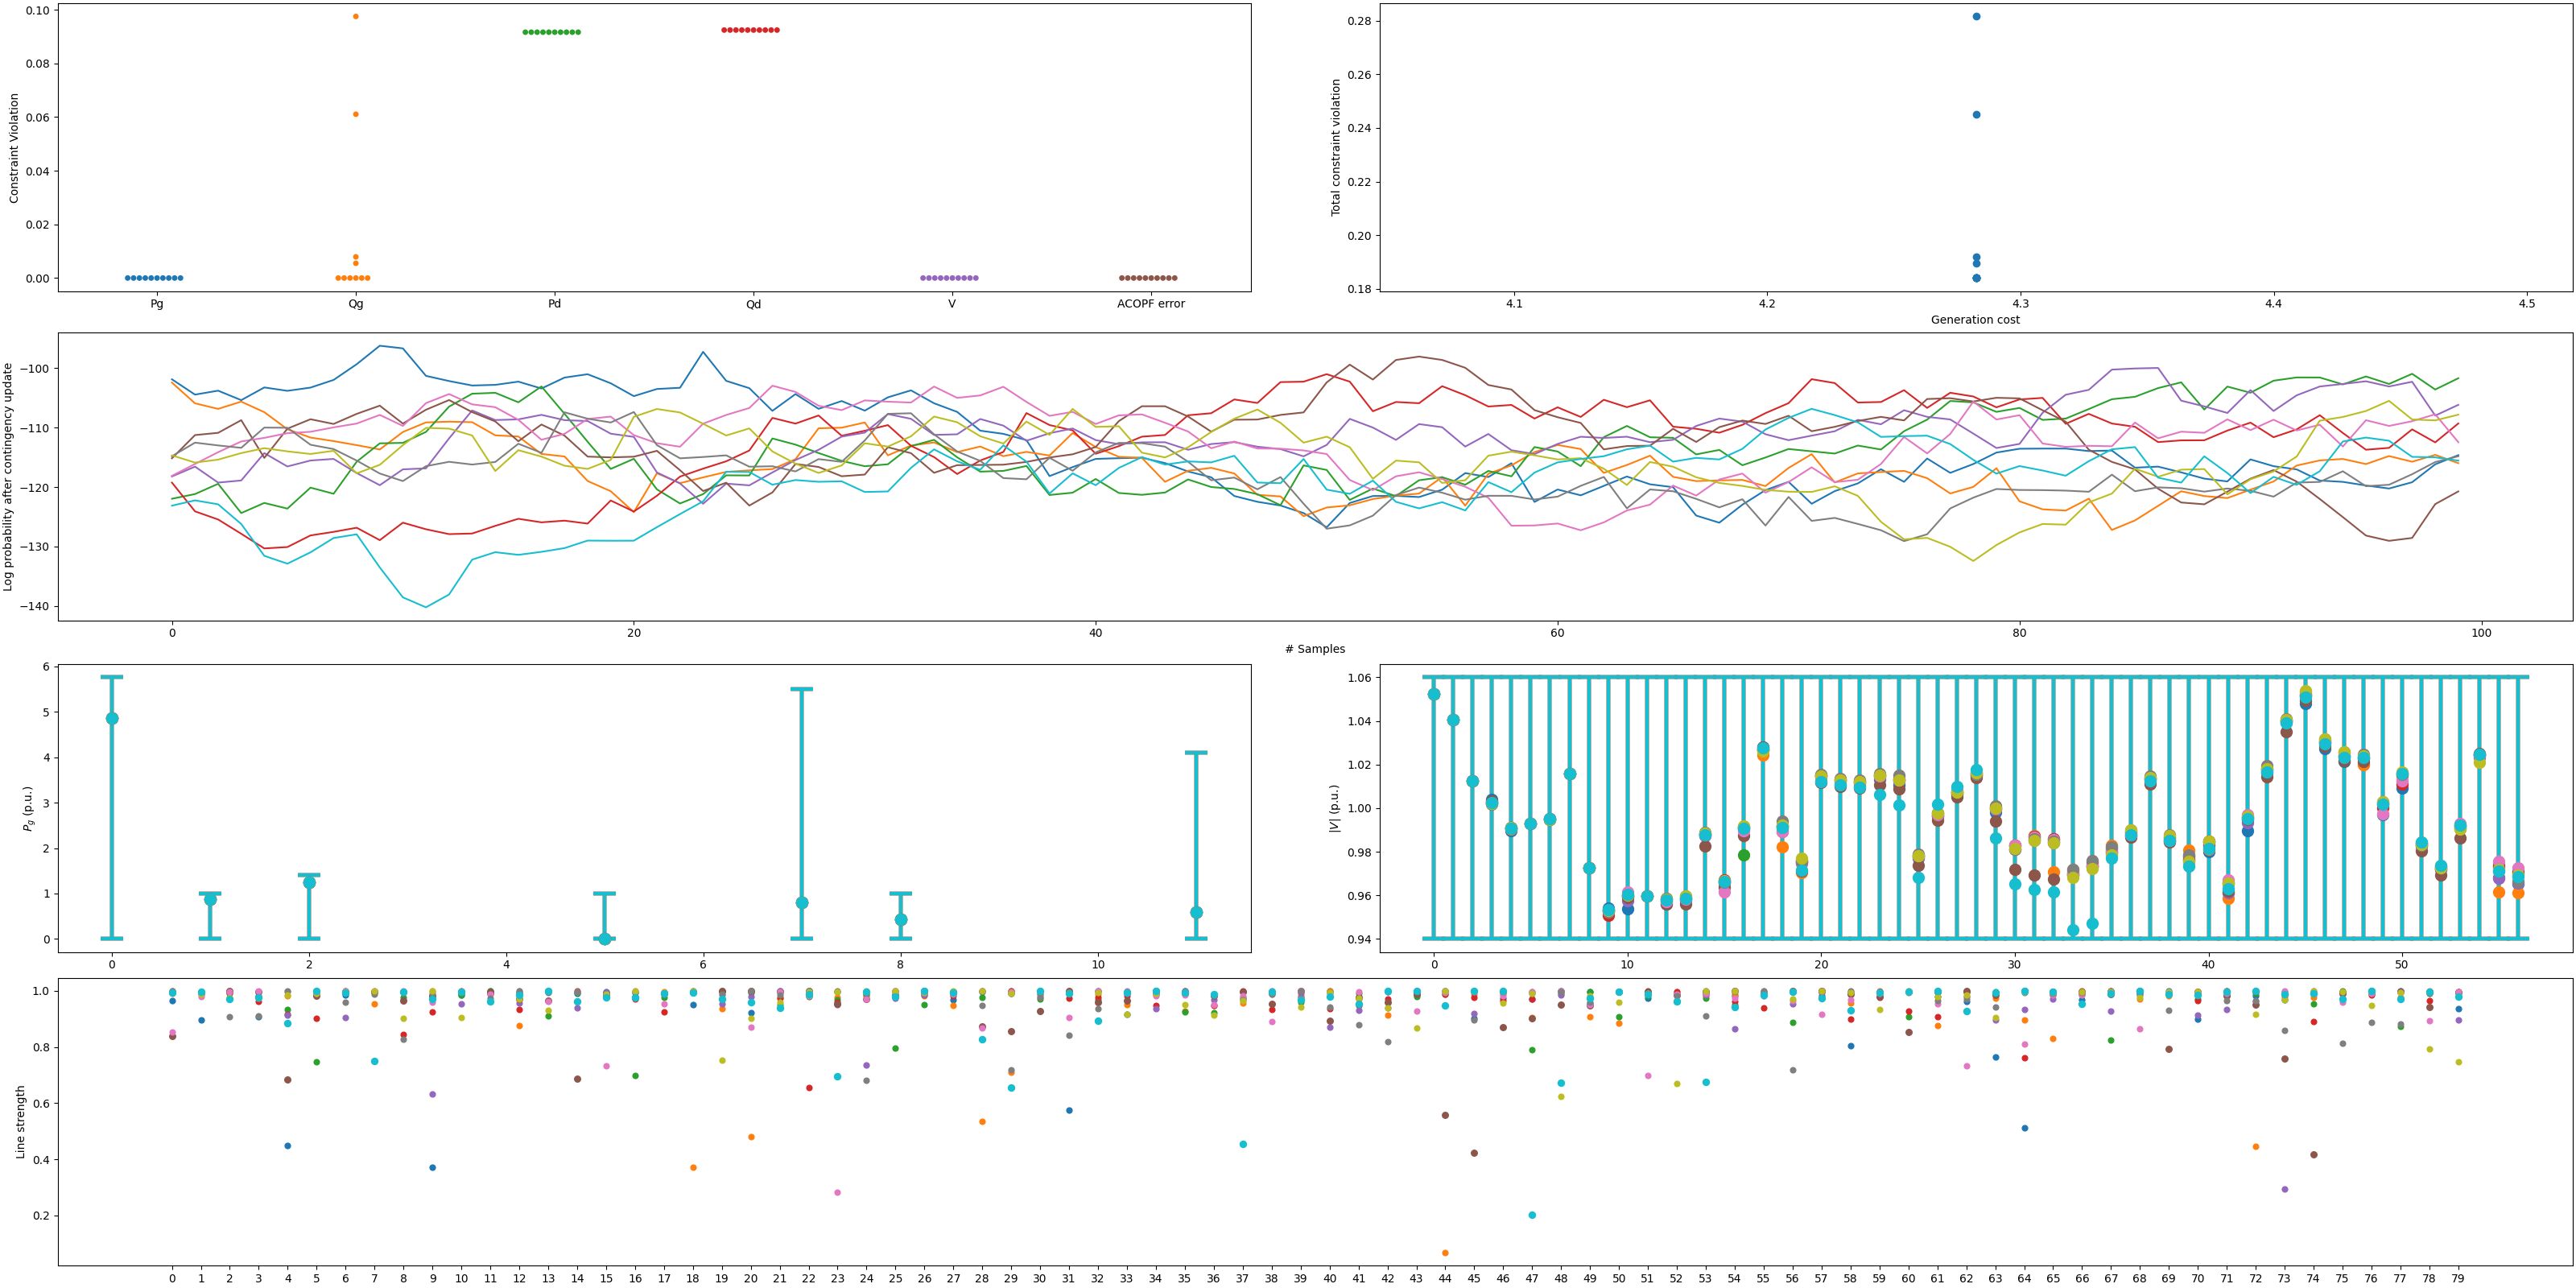 Constraint Violation
0.10
0.08
0.06
0.04
0.02
0.00
Pg Qg Pd Qd V ACOPF error
Total constraint violation
0.28
0.26
0.24
0.22
0.20
0.18
4.1 4.2 4.3 4.4 4.5
Generation cost
Log probability after contingency update
−100
−110
−120
−130
−140
0 20 40 60 80 100
# Samples
P_g (p.u.)
6
5
4
3
2
1
0
0 2 4 6 8 10
|V| (p.u.)
1.06
1.04
1.02
1.00
0.98
0.96
0.94
0 10 20 30 40 50
Line strength
1.0
0.8
0.6
0.4
0.2
0 1 2 3 4 5 6 7 8 9 10 11 12 13 14 15 16 17 18 19 20 21 22 23 24 25 26 27 28 29 30 31 32 33 34 35 36 37 38 39 40 41 42 43 44 45 46 47 48 49 50 51 52 53 54 55 56 57 58 59 60 61 62 63 64 65 66 67 68 69 70 71 72 73 74 75 76 77 78 79